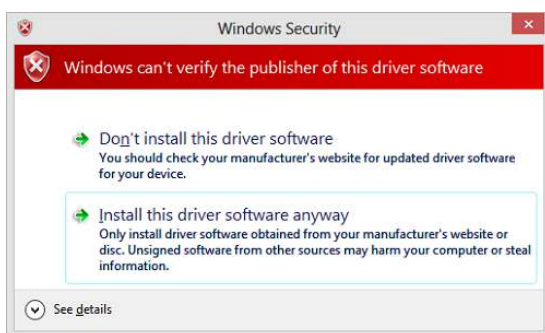 Windows Security
Windows can't verify the publisher of this driver software
Don't install this driver software
You should check your manufacturer's website for updated driver software
for your device.
Install this driver software anyway
Only install driver software obtained from your manufacturer's website or
disc. Unsigned software from other sources may harm your computer or steal
information.
See details